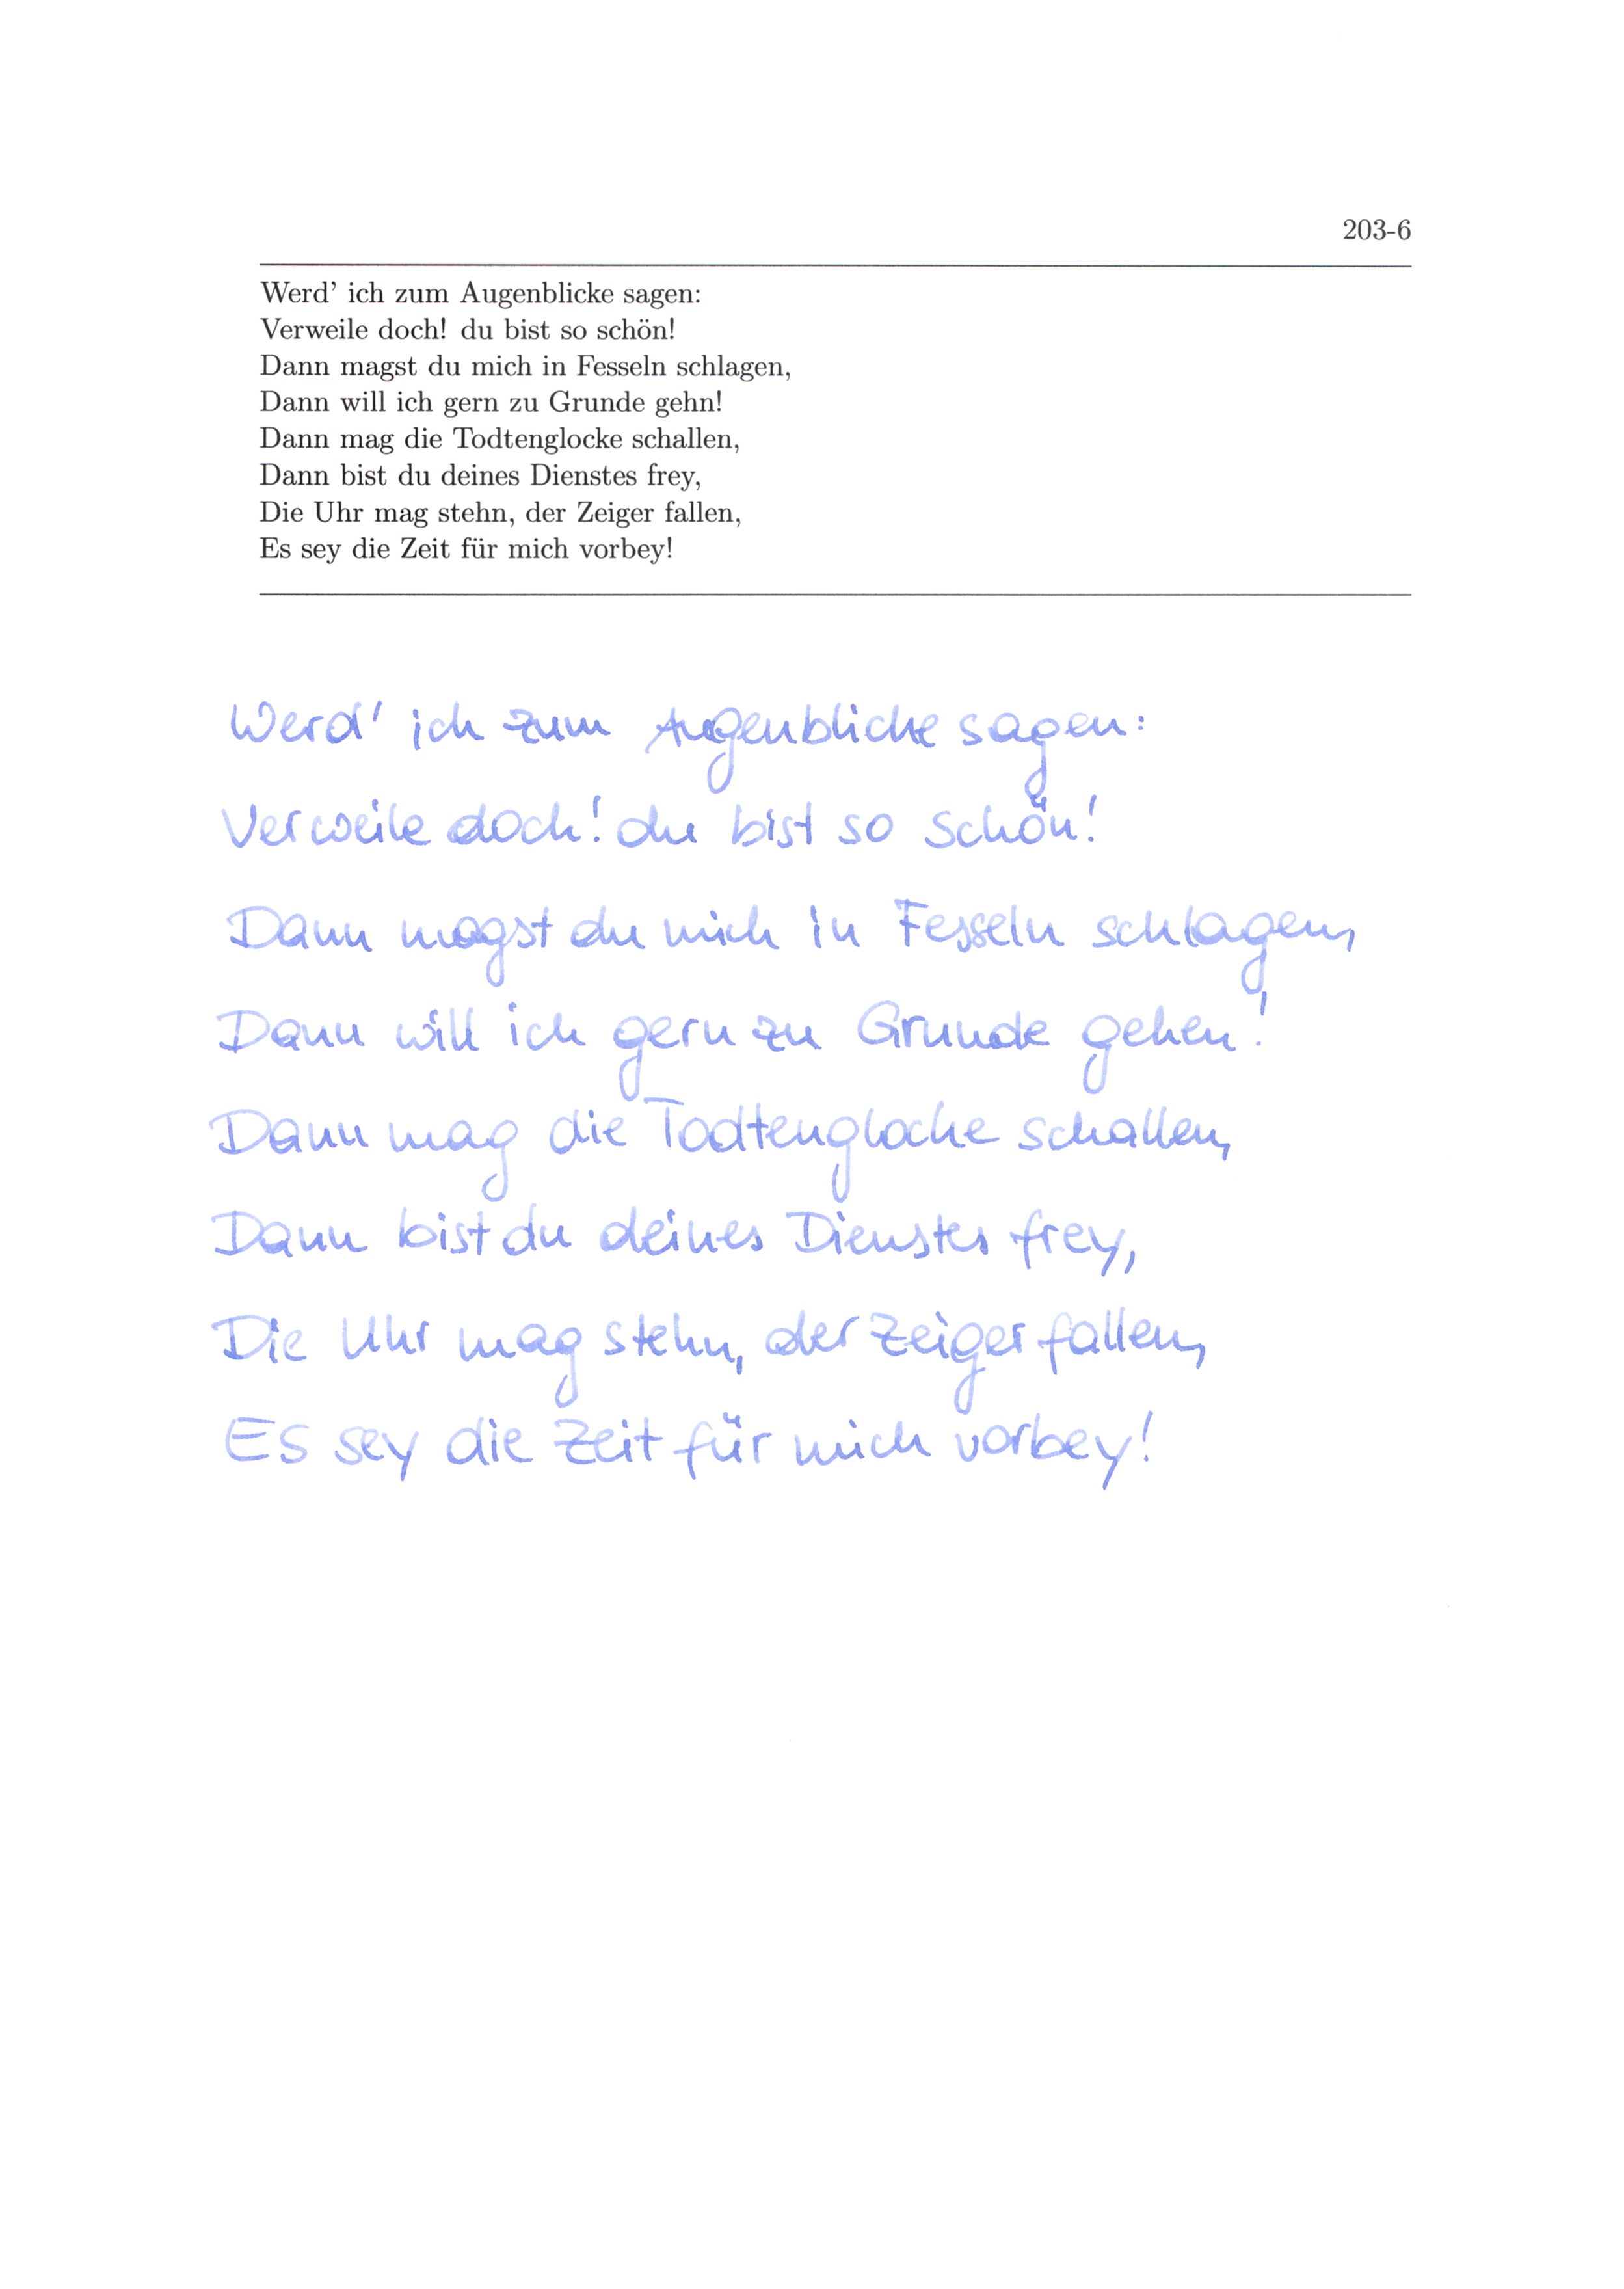 203-6
Werd' ich zum Augenblicke sagen:
Verweile doch! du bist so schön!
Dann magst du mich in Fesseln schlagen,
Dann will ich gern zu Grunde gehn!
Dann mag die Todtenglocke schallen,
Dann bist du deines Dienstes frey,
Die Uhr mag stehn, der Zeiger fallen,
Es sey die Zeit für mich vorbey!
Werd' ich zum Augenblicke sagen:
Verweile doch! du bist so schön!
Dann magst du mich in Fesseln schlagen,
Dann will ich gern zu Grunde gehen!
Dann mag die Todtenglocke schallen,
Dann bist du deines Dienstes frey,
Die Uhr mag stehn, der Zeiger fallen,
Es sey die Zeit für mich vorbey!